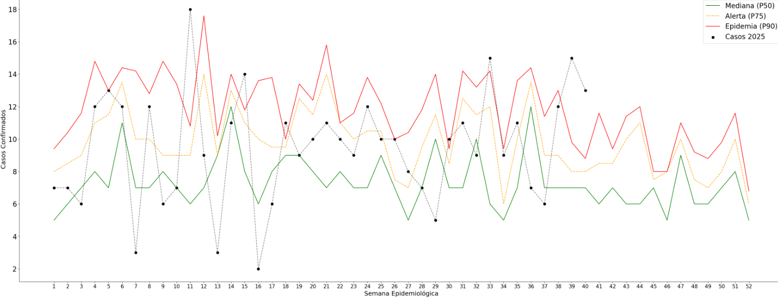 Mediana (P50)
Alerta (P75)
Epidemia (P90)
Casos 2025
Casos Confirmados
18
16
14
12
10
8
6
4
2
1 2 3 4 5 6 7 8 9 10 11 12 13 14 15 16 17 18 19 20 21 22 23 24 25 26 27 28 29 30 31 32 33 34 35 36 37 38 39 40 41 42 43 44 45 46 47 48 49 50 51 52
Semana Epidemiológica